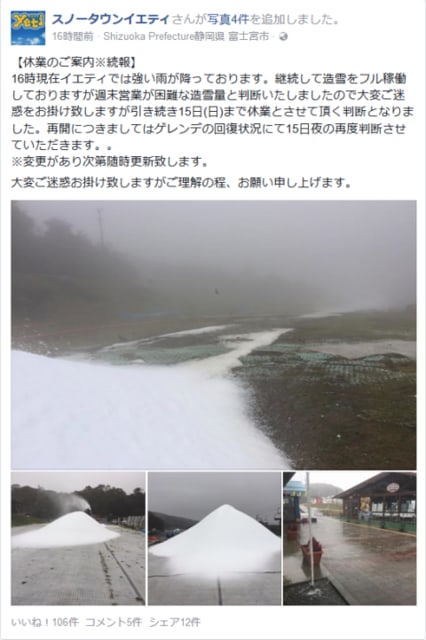 Yeti
スノータウンイエティさんが写真4件を追加しました。
16時間前 · Shizuoka Prefecture静岡県 富士宮市 ·
【休業のご案内※続報】
16時現在イエティでは強い雨が降っております。継続して造雪をフル稼働
しておりますが週末営業が困難な造雪量と判断いたしましたので大変ご迷
惑をお掛け致しますが引き続き15日(日)まで休業とさせて頂く判断となりま
した。再開につきましてはゲレンデの回復状況にて15日夜の再度判断させ
ていただきます。。
※変更があり次第随時更新致します。
大変ご迷惑お掛け致しますがご理解の程、お願い申し上げます。
いいね！106件 コメント5件 シェア12件